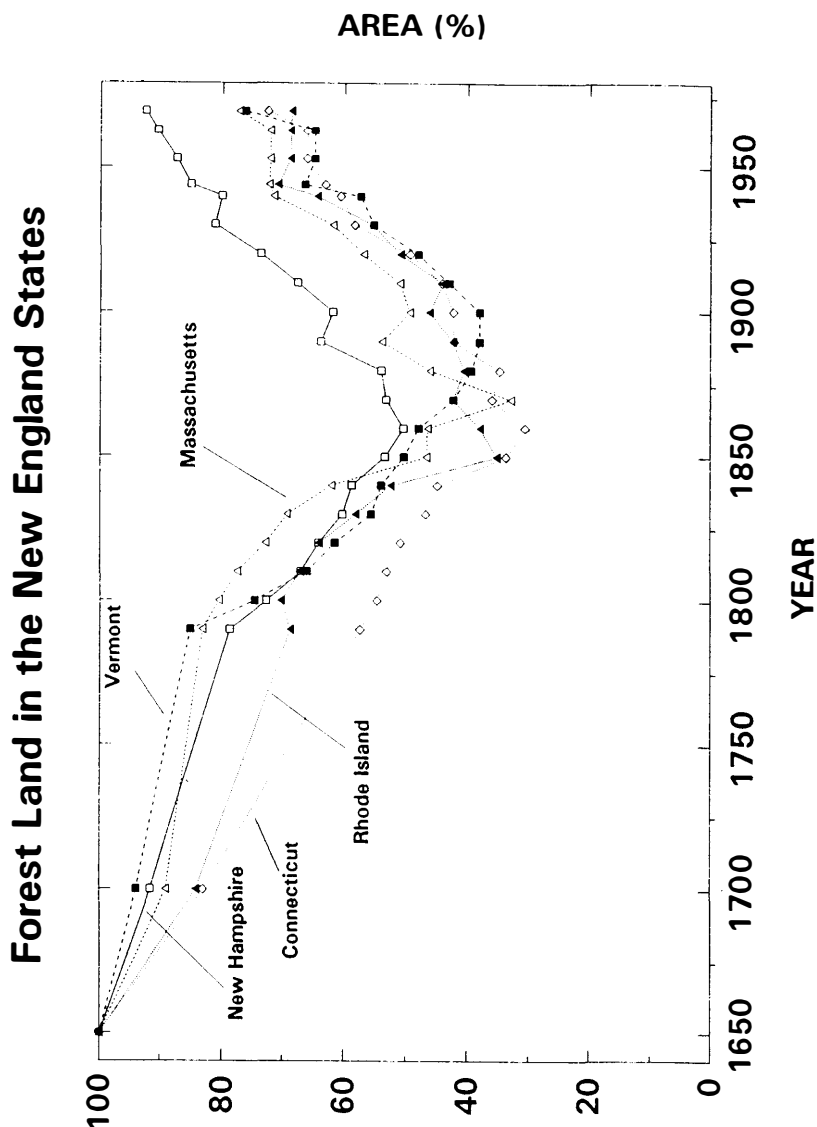 Forest Land in the New England States
AREA (%)
100
80
60
40
20
0
Vermont
Massachusetts
New Hampshire
Connecticut
Rhode Island
1650
1700
1750
1800
1850
1900
1950
YEAR